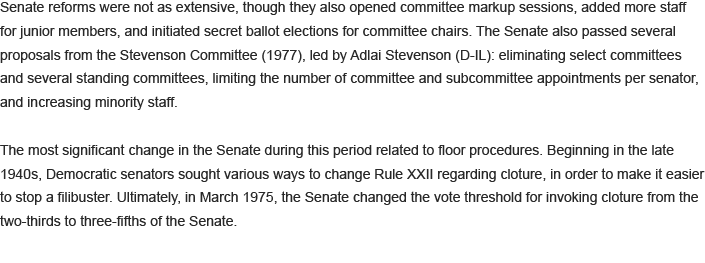 Senate reforms were not as extensive, though they also opened committee markup sessions, added more staff
for junior members, and initiated secret ballot elections for committee chairs. The Senate also passed several
proposals from the Stevenson Committee (1977), led by Adlai Stevenson (D-IL): eliminating select committees
and several standing committees, limiting the number of committee and subcommittee appointments per senator,
and increasing minority staff.
The most significant change in the Senate during this period related to floor procedures. Beginning in the late
1940s, Democratic senators sought various ways to change Rule XXII regarding cloture, in order to make it easier
to stop a filibuster. Ultimately, in March 1975, the Senate changed the vote threshold for invoking cloture from the
two-thirds to three-fifths of the Senate.